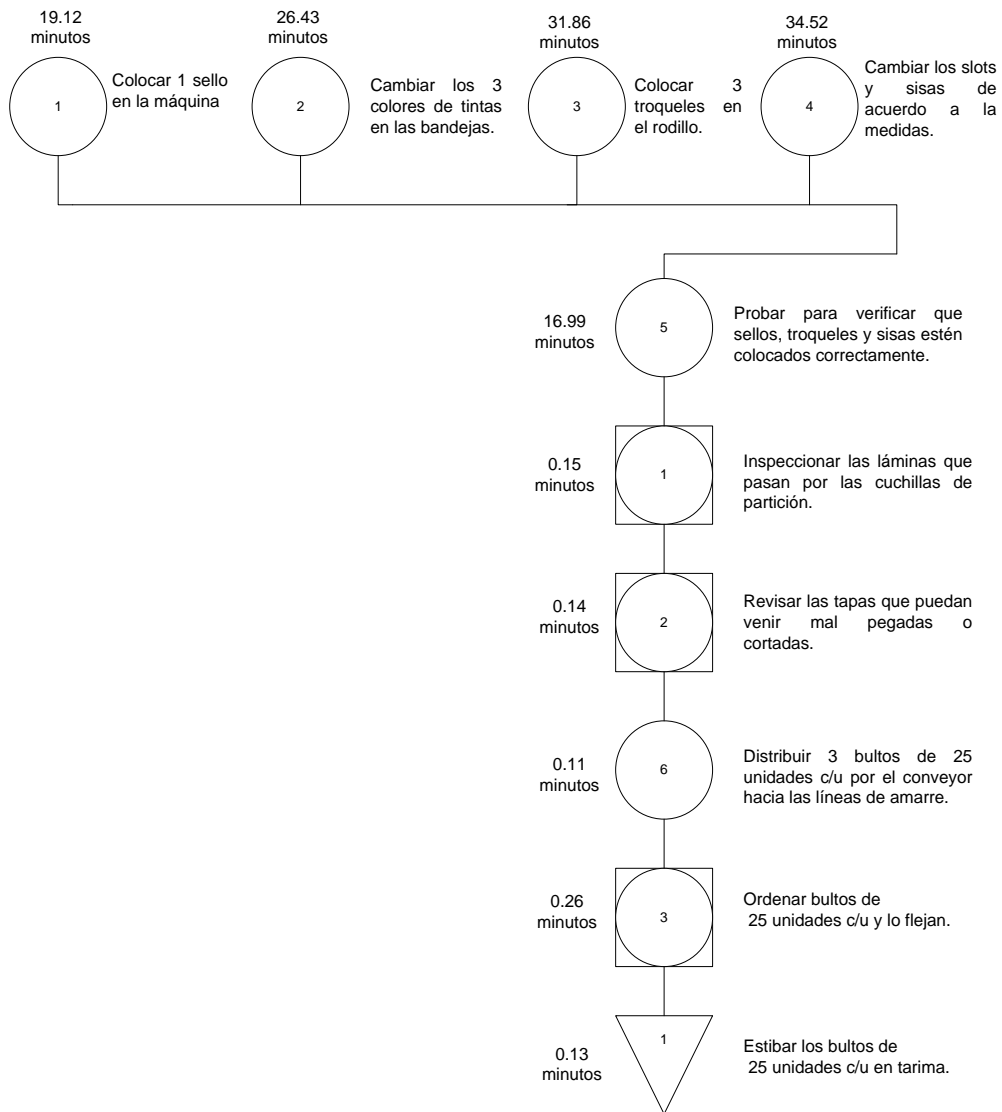 19.12
minutos
1
Colocar 1 sello
en la máquina
26.43
minutos
2
Cambiar los 3
colores de tintas
en las bandejas.
31.86
minutos
3
Colocar 3
troqueles en
el rodillo.
34.52
minutos
4
Cambiar los slots
y sisas de
acuerdo a la
medidas.
16.99
minutos
5
Probar para verificar que
sellos, troqueles y sisas estén
colocados correctamente.
0.15
minutos
1
Inspeccionar las láminas que
pasan por las cuchillas de
partición.
0.14
minutos
2
Revisar las tapas que puedan
venir mal pegadas o
cortadas.
0.11
minutos
6
Distribuir 3 bultos de 25
unidades c/u por el conveyor
hacia las líneas de amarre.
0.26
minutos
3
Ordenar bultos de
25 unidades c/u y lo flejan.
0.13
minutos
1
Estibar los bultos de
25 unidades c/u en tarima.